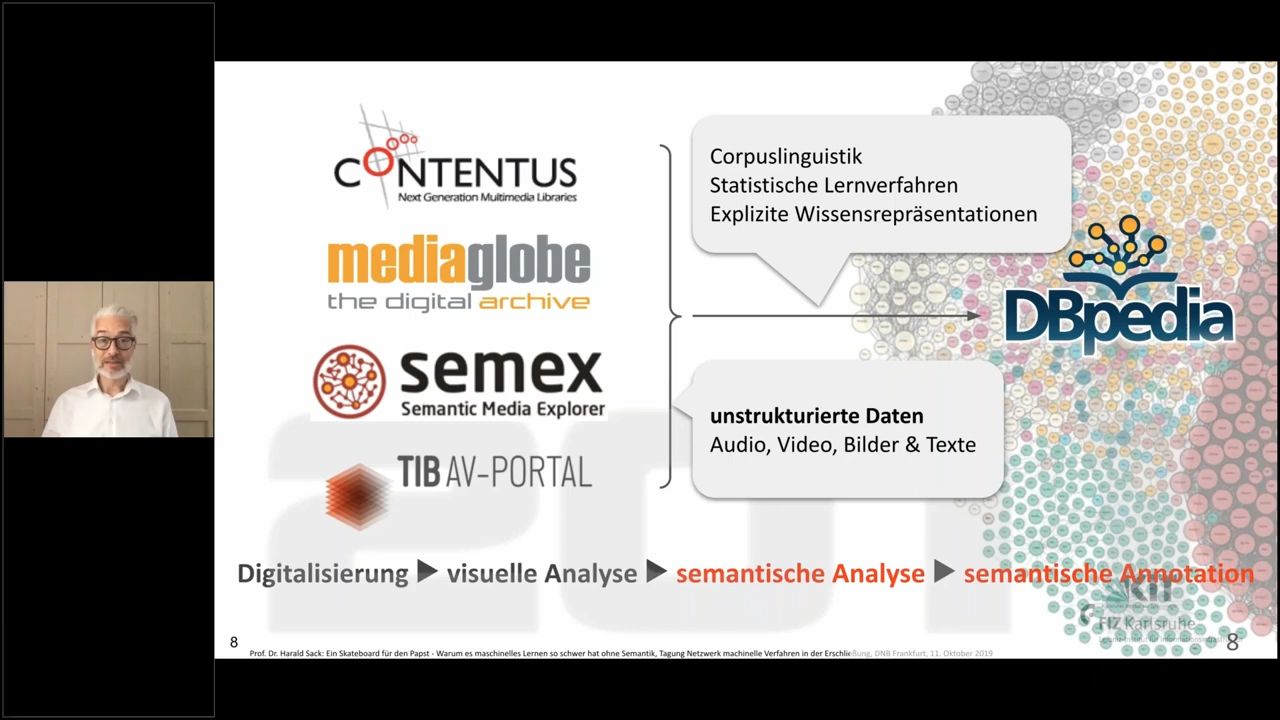 CONTENTUS
Next Generation Multimedia Libraries
mediaglobe
the digital archive
semex
Semantic Media Explorer
TIB AV-PORTAL
Corpuslinguistik
Statistische Lernverfahren
Explizite Wissensrepräsentationen
DBpedia
unstrukturierte Daten
Audio, Video, Bilder & Texte
Digitalisierung ▶ visuelle Analyse ▶ semantische Analyse ▶ semantische Annotation
KIT
FIZ Karlsruhe
8
8
Prof. Dr. Harald Sack: Ein Skateboard für den Papst - Warum es maschinelles Lernen so schwer hat ohne Semantik, Tagung Netzwerk machinelle Verfahren in der Erschließung, DNB Frankfurt, 11. Oktober 2019